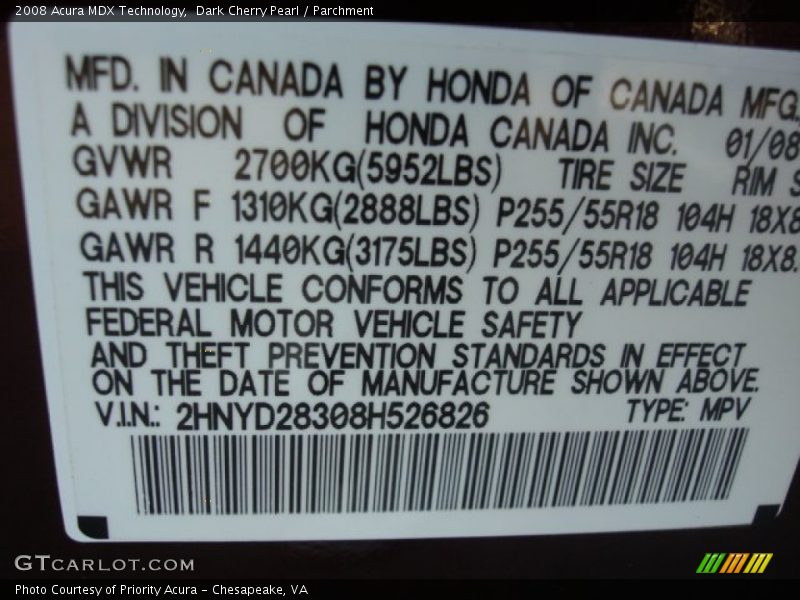 2008 Acura MDX Technology,  Dark Cherry Pearl / Parchment
MFD. IN CANADA BY HONDA OF CANADA MFG.
A DIVISION OF HONDA CANADA INC. 01/08
GVWR 2700KG(5952LBS) TIRE SIZE RIM S
GAWR F 1310KG(2888LBS) P255/55R18 104H 18X8
GAWR R 1440KG(3175LBS) P255/55R18 104H 18X8.
THIS VEHICLE CONFORMS TO ALL APPLICABLE
FEDERAL MOTOR VEHICLE SAFETY
AND THEFT PREVENTION STANDARDS IN EFFECT
ON THE DATE OF MANUFACTURE SHOWN ABOVE.
V.I.N.: 2HNYD28308H526826 TYPE: MPV
GTCARLOT.COM
Photo Courtesy of Priority Acura - Chesapeake, VA